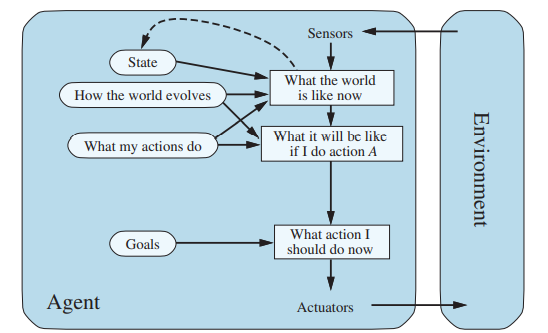 Sensors
State
What the world
is like now
How the world evolves
What it will be like
if I do action A
What my actions do
Environment
What action I
should do now
Goals
Agent
Actuators